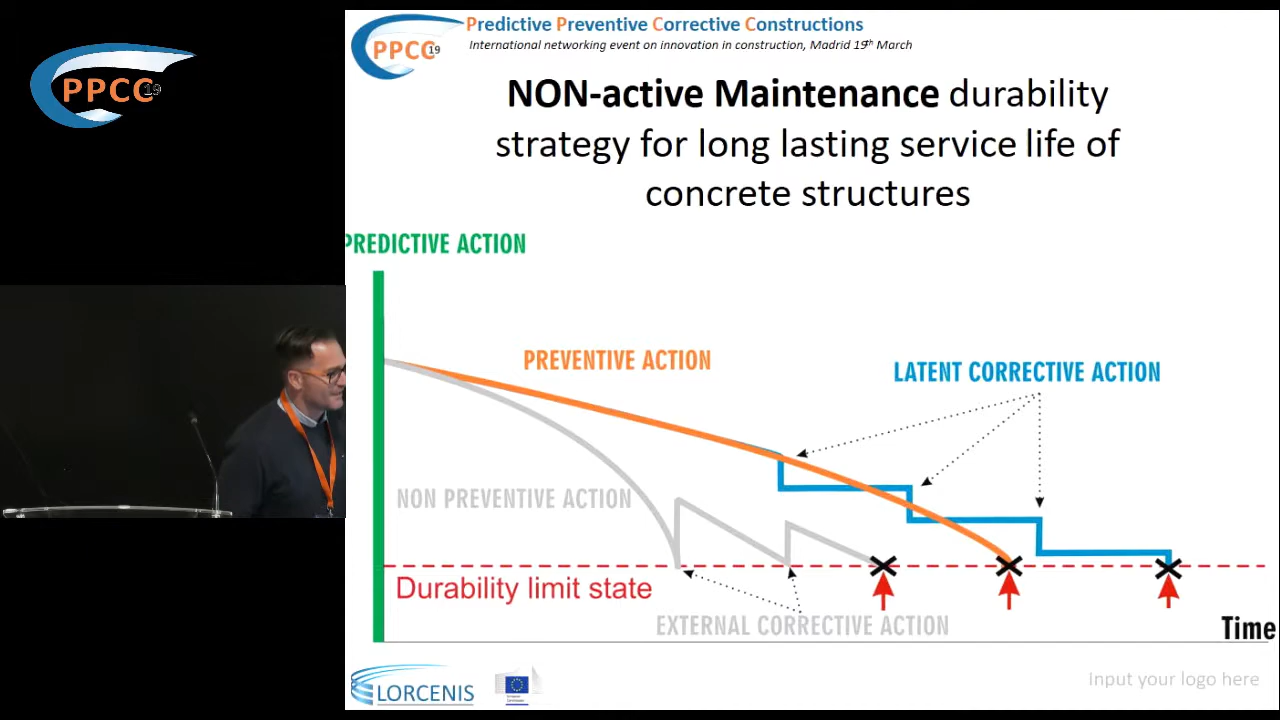 PPCC 19
PPCC 19
Predictive Preventive Corrective Constructions
International networking event on innovation in construction, Madrid 19th March
NON-active Maintenance durability
strategy for long lasting service life of
concrete structures
PREDICTIVE ACTION
PREVENTIVE ACTION
LATENT CORRECTIVE ACTION
NON PREVENTIVE ACTION
Durability limit state
EXTERNAL CORRECTIVE ACTION
Time
LORCENIS
Input your logo here